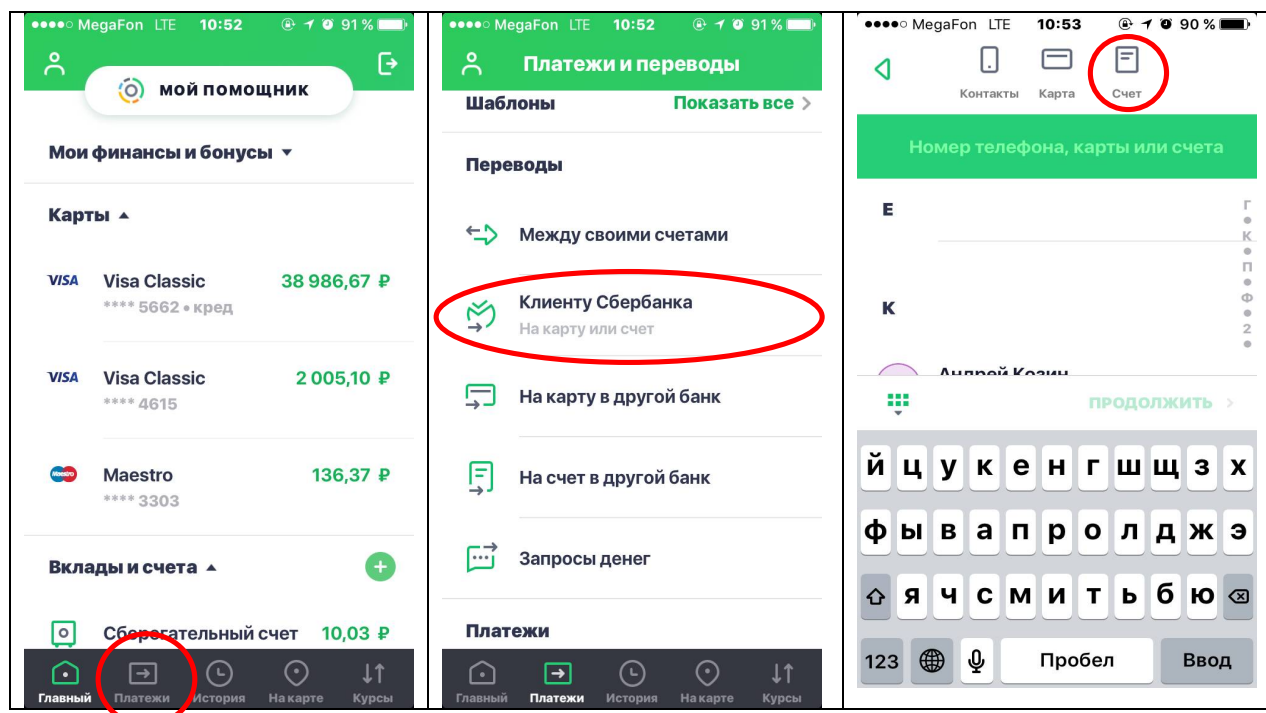 MegaFon LTE 10:52 91 %
мой помощник
Мои финансы и бонусы
Карты
VISA Visa Classic 38 986,67 ₽
**** 5662 • кред
VISA Visa Classic 2 005,10 ₽
**** 4615
Maestro Maestro 136,37 ₽
**** 3303
Вклады и счета
Сберегательный счет 10,03 ₽
Главный Платежи История На карте Курсы
MegaFon LTE 10:52 91 %
Платежи и переводы
Шаблоны Показать все >
Переводы
Между своими счетами
Клиенту Сбербанка
На карту или счет
На карту в другой банк
На счет в другой банк
Запросы денег
Платежи
Главный Платежи История На карте Курсы
MegaFon LTE 10:53 90 %
Контакты Карта Счет
Номер телефона, карты или счета
Е
Г
К
П
Ф
2
К
Андрей Козин
ПРОДОЛЖИТЬ >
й ц у к е н г ш щ з х
ф ы в а п р о л д ж э
я ч с м и т ь б ю
123 Пробел Ввод